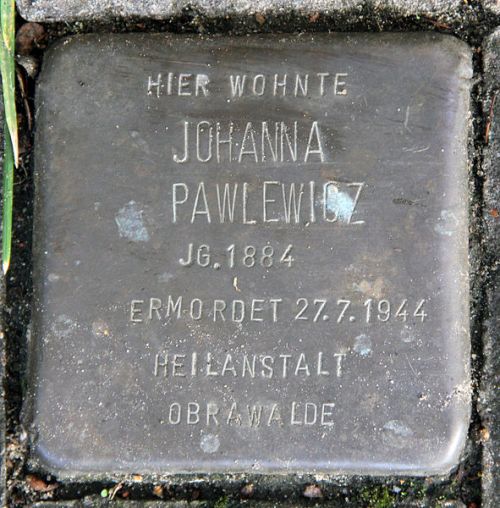 HIER WOHNTE
JOHANNA
PAWLEWICZ
JG. 1884
ERMORDET 27.7.1944
HEILANSTALT
OBRAWALDE